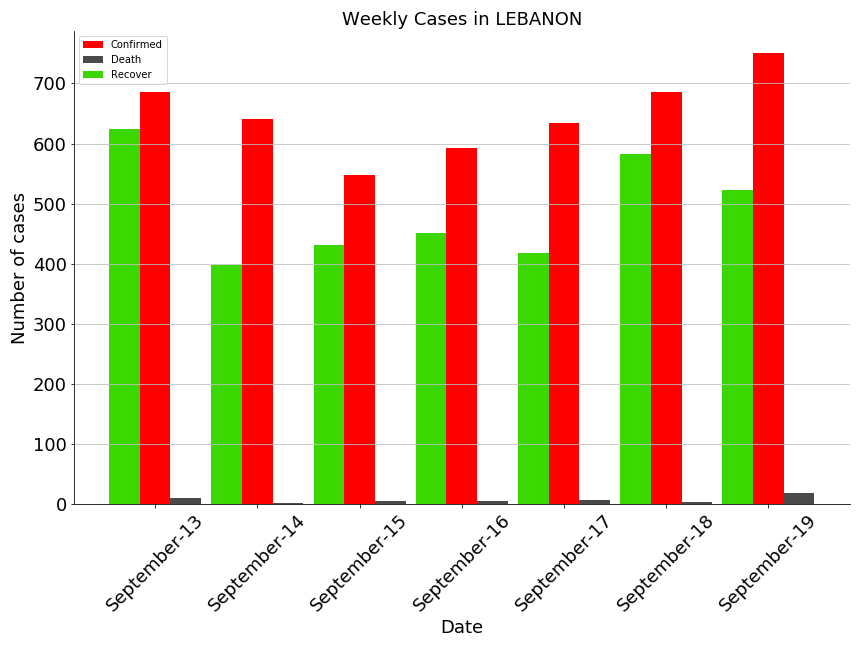 Weekly Cases in LEBANON
Confirmed
Death
Recover
Number of cases
700
600
500
400
300
200
100
0
September-13
September-14
September-15
September-16
September-17
September-18
September-19
Date